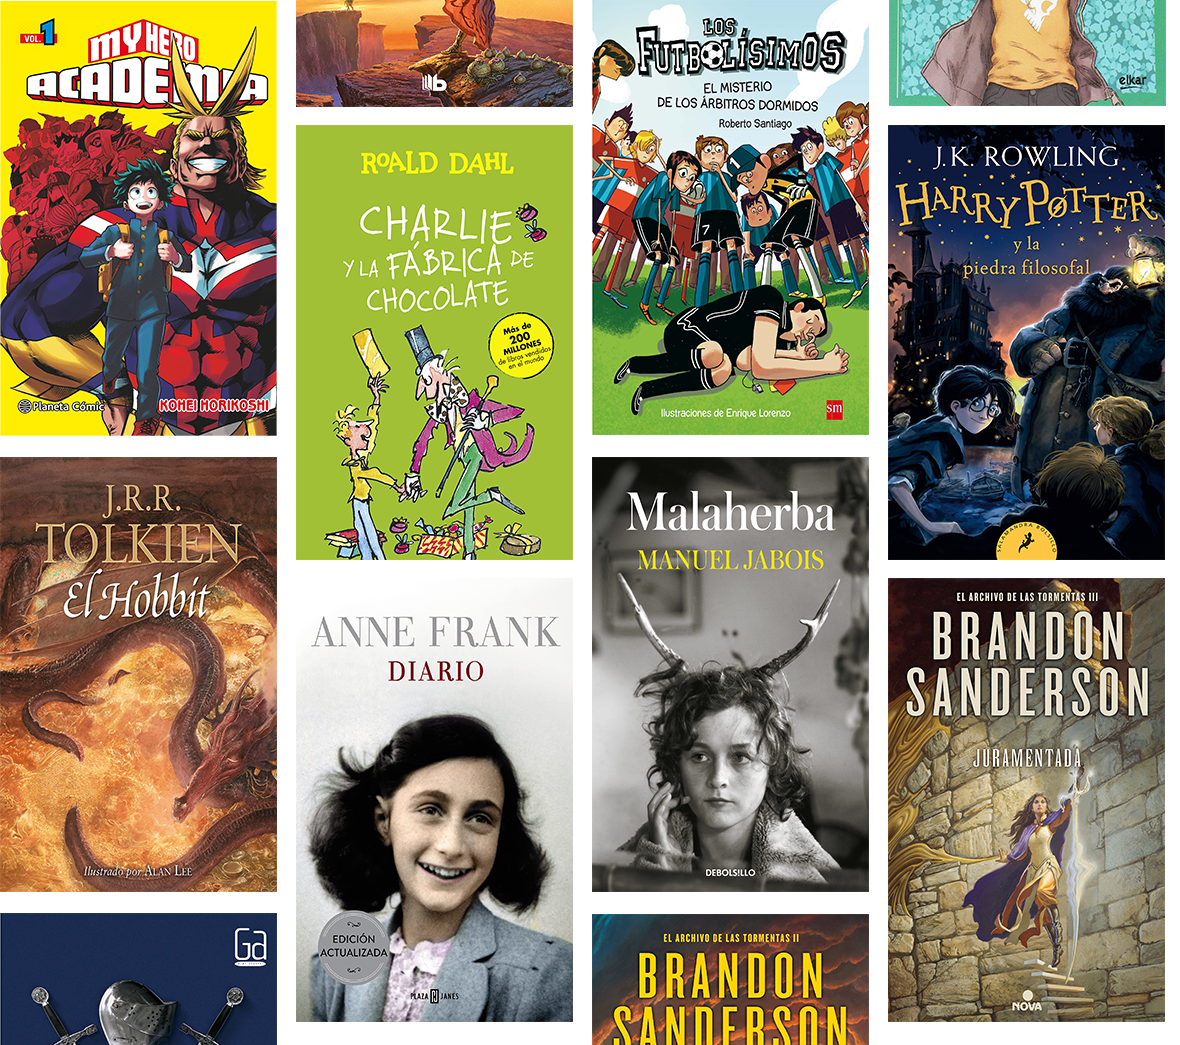 VOL. 1
MY HERO
ACADEMIA
Planeta Cómic
KOHEI HORIKOSHI
J.R.R.
TOLKIEN
El Hobbit
Ilustrado por ALAN LEE
Ga
b
ROALD DAHL
CHARLIE
Y LA FÁBRICA DE
CHOCOLATE
Más de
200
MILLONES
de libros vendidos
en el mundo
ANNE FRANK
DIARIO
EDICIÓN
ACTUALIZADA
PLAZA JANÉS
LOS
FUTBOLÍSIMOS
EL MISTERIO
DE LOS ÁRBITROS DORMIDOS
Roberto Santiago
7
Ilustraciones de Enrique Lorenzo
sm
Malaherba
MANUEL JABOIS
DEBOLS!LLO
EL ARCHIVO DE LAS TORMENTAS II
BRANDON
SANDERSON
elkar
J.K. ROWLING
HARRY POTTER
y la
piedra filosofal
SALAMANDRA BOLSILLO
EL ARCHIVO DE LAS TORMENTAS III
BRANDON
SANDERSON
JURAMENTADA
NOVA